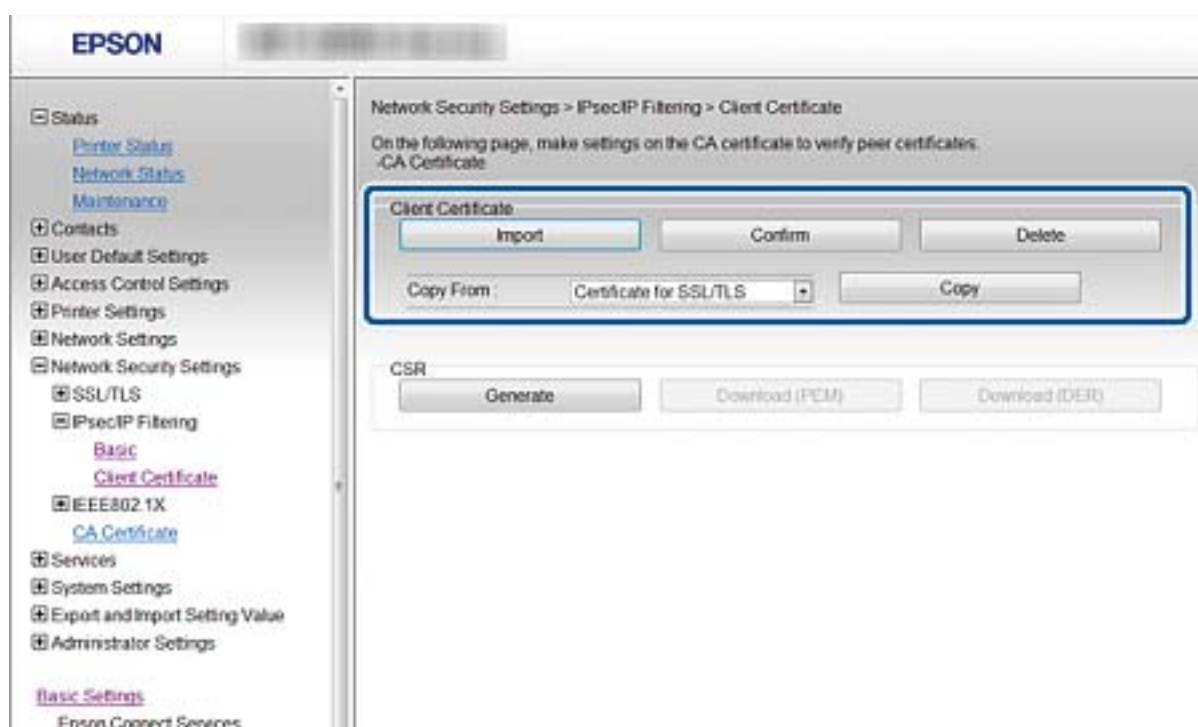 EPSON
Status
Printer Status
Network Status
Maintenance
Contacts
User Default Settings
Access Control Settings
Printer Settings
Network Settings
Network Security Settings
SSL/TLS
IPsec/IP Filtering
Basic
Client Certificate
IEEE802.1X
CA Certificate
Services
System Settings
Export and Import Setting Value
Administrator Settings
Basic Settings
Epson Connect Services
Network Security Settings > IPsec/IP Filtering > Client Certificate
On the following page, make settings on the CA certificate to verify peer certificates.
-CA Certificate
Client Certificate
Import Confirm Delete
Copy From : Certificate for SSL/TLS Copy
CSR
Generate Download (PEM) Download (DER)